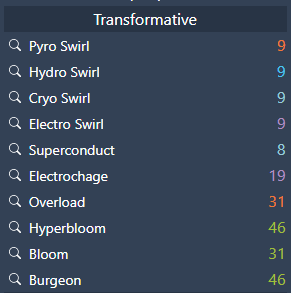 Transformative
Pyro Swirl 9
Hydro Swirl 9
Cryo Swirl 9
Electro Swirl 9
Superconduct 8
Electrochage 19
Overload 31
Hyperbloom 46
Bloom 31
Burgeon 46